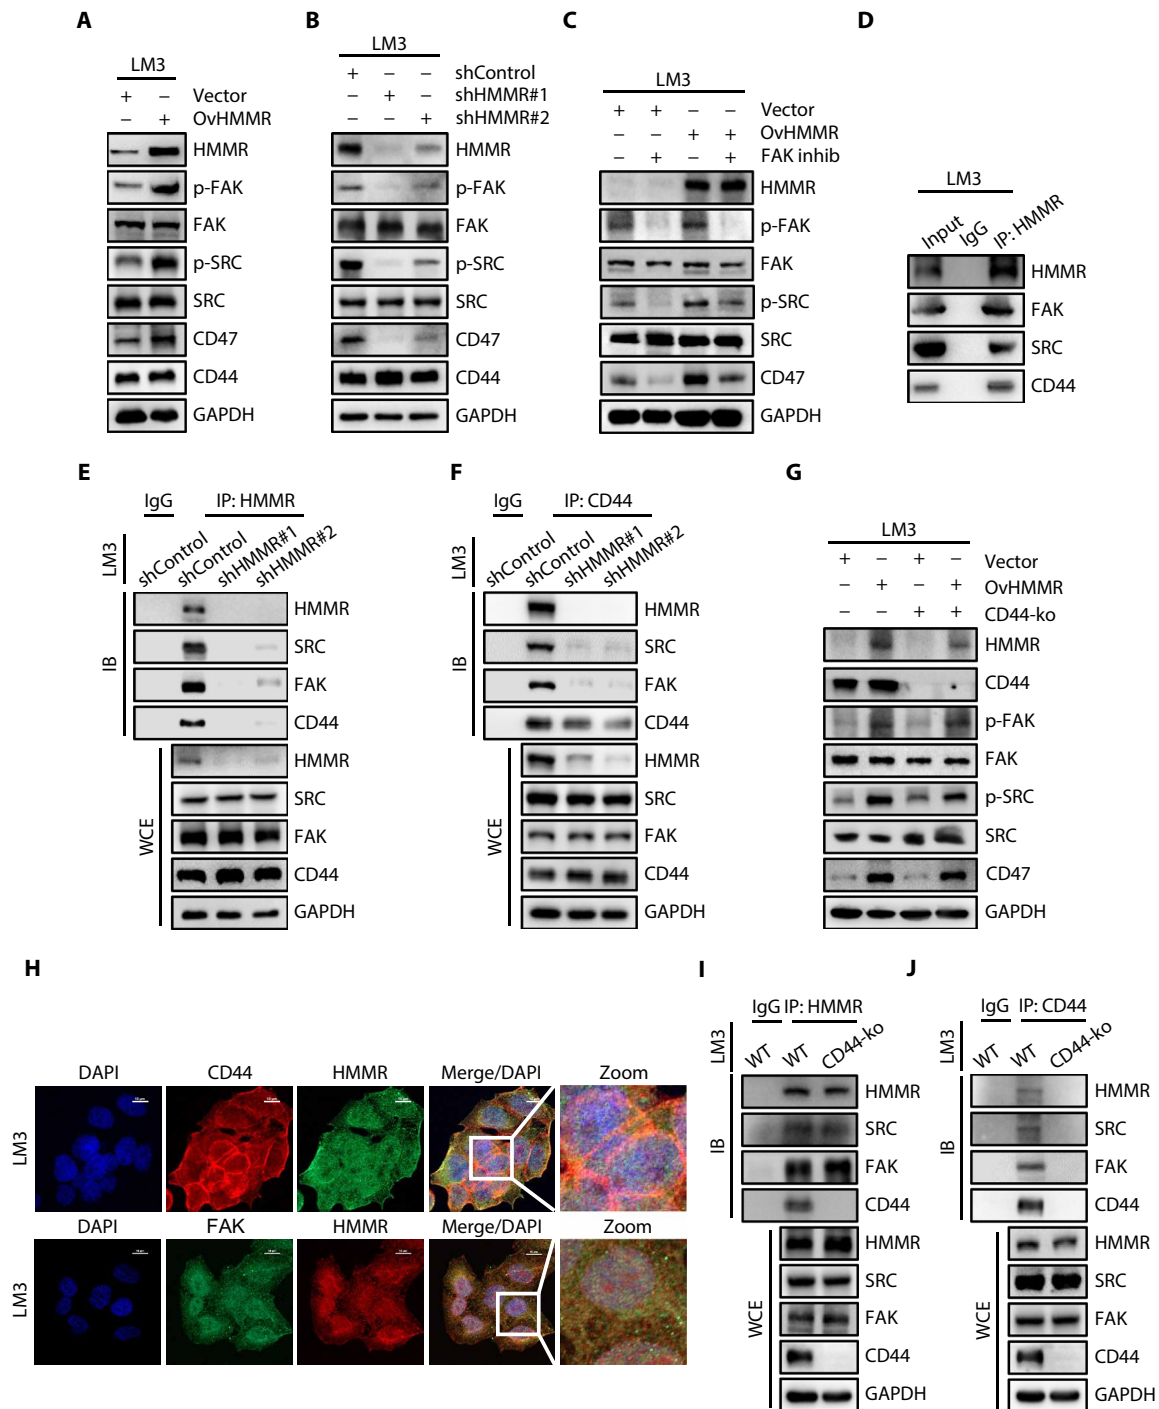 A
LM3
+ − Vector
− + OvHMMR
HMMR
p-FAK
FAK
p-SRC
SRC
CD47
CD44
GAPDH
B
LM3
+ − − shControl
− + − shHMMR#1
− − + shHMMR#2
HMMR
p-FAK
FAK
p-SRC
SRC
CD47
CD44
GAPDH
C
LM3
+ + − − Vector
− − + + OvHMMR
− + − + FAK inhib
HMMR
p-FAK
FAK
p-SRC
SRC
CD47
GAPDH
D
LM3
Input IgG IP: HMMR
HMMR
FAK
SRC
CD44
E
IgG IP: HMMR
LM3
shControl shControl shHMMR#1 shHMMR#2
IB
HMMR
SRC
FAK
CD44
WCE
HMMR
SRC
FAK
CD44
GAPDH
F
IgG IP: CD44
LM3
shControl shControl shHMMR#1 shHMMR#2
IB
HMMR
SRC
FAK
CD44
WCE
HMMR
SRC
FAK
CD44
GAPDH
G
LM3
+ − + − Vector
− + − + OvHMMR
− − + + CD44-ko
HMMR
CD44
p-FAK
FAK
p-SRC
SRC
CD47
GAPDH
H
DAPI CD44 HMMR Merge/DAPI Zoom
LM3
DAPI FAK HMMR Merge/DAPI Zoom
LM3
I
IgG IP: HMMR
LM3
WT WT CD44-ko
IB
HMMR
SRC
FAK
CD44
WCE
HMMR
SRC
FAK
CD44
GAPDH
J
IgG IP: CD44
LM3
WT WT CD44-ko
IB
HMMR
SRC
FAK
CD44
WCE
HMMR
SRC
FAK
CD44
GAPDH